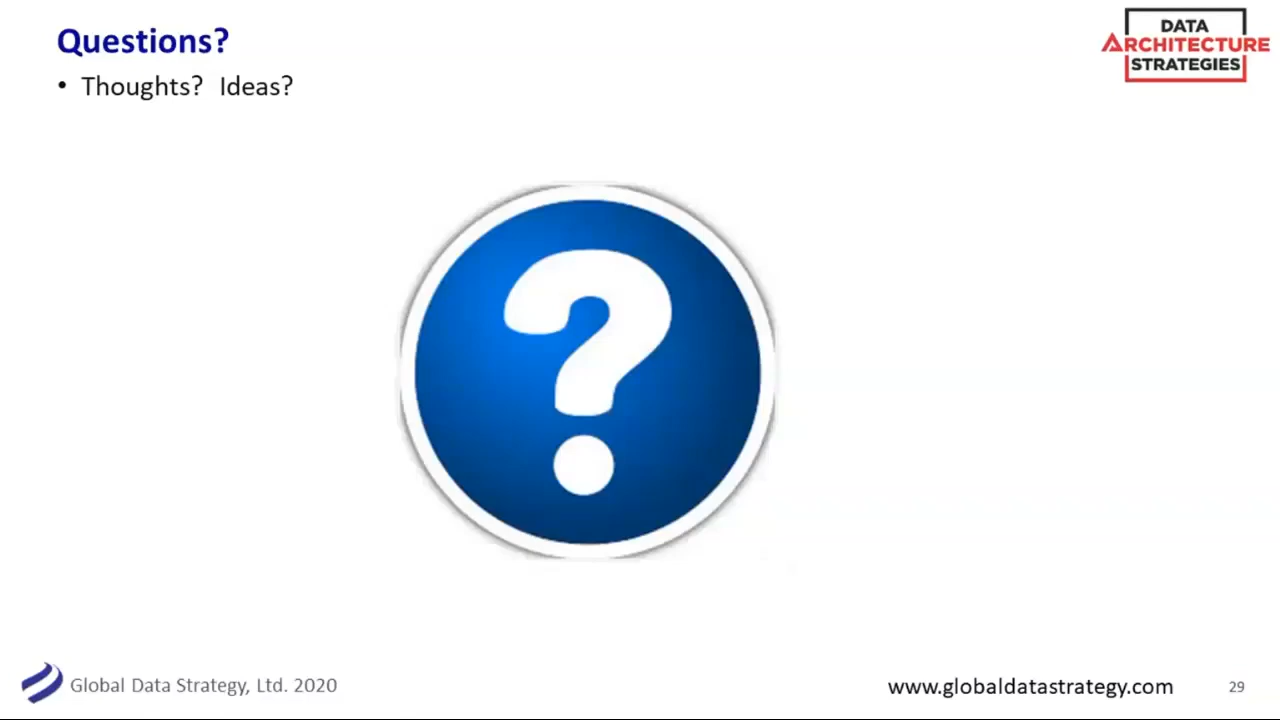 Questions?
• Thoughts? Ideas?
DATA
ARCHITECTURE
STRATEGIES
?
Global Data Strategy, Ltd. 2020
www.globaldatastrategy.com
29